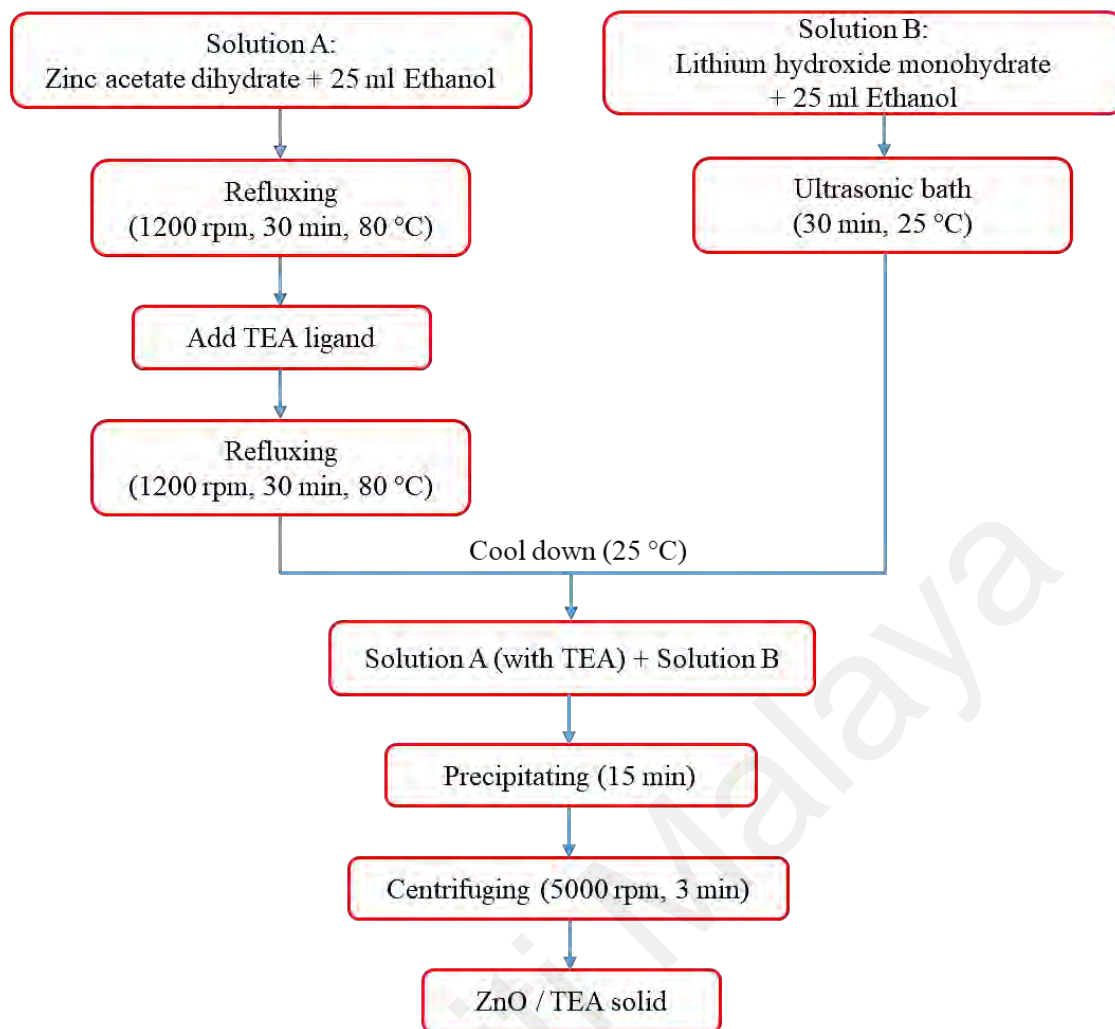 Solution A:
Zinc acetate dihydrate + 25 ml Ethanol
Solution B:
Lithium hydroxide monohydrate
+ 25 ml Ethanol
Refluxing
(1200 rpm, 30 min, 80 °C)
Ultrasonic bath
(30 min, 25 °C)
Add TEA ligand
Refluxing
(1200 rpm, 30 min, 80 °C)
Cool down (25 °C)
Solution A (with TEA) + Solution B
Precipitating (15 min)
Centrifuging (5000 rpm, 3 min)
ZnO / TEA solid
Malaya